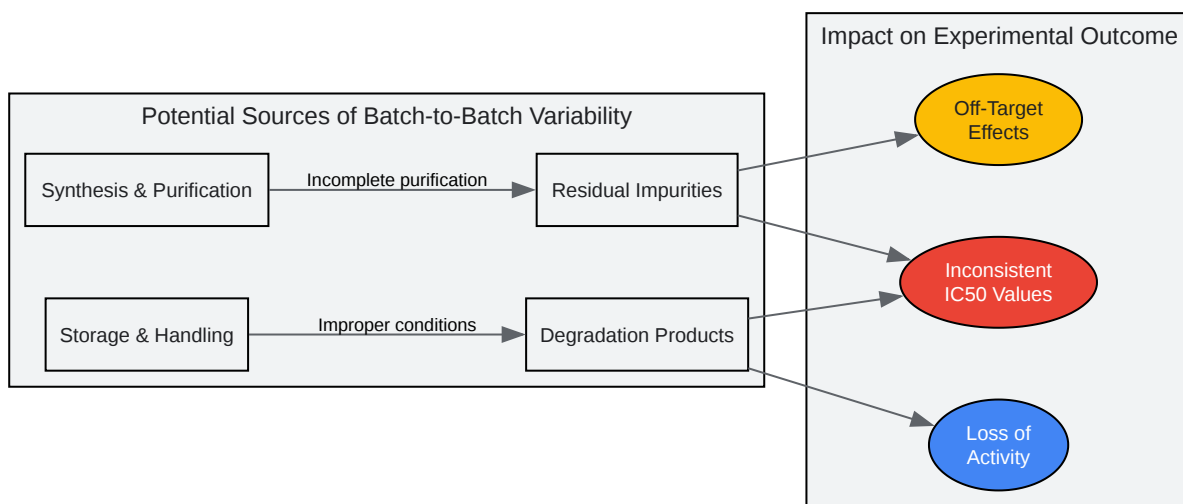 Impact on Experimental Outcome
Potential Sources of Batch-to-Batch Variability
Off-Target
Effects
Synthesis & Purification
Incomplete purification
Residual Impurities
Inconsistent
IC50 Values
Storage & Handling
Improper conditions
Degradation Products
Loss of
Activity